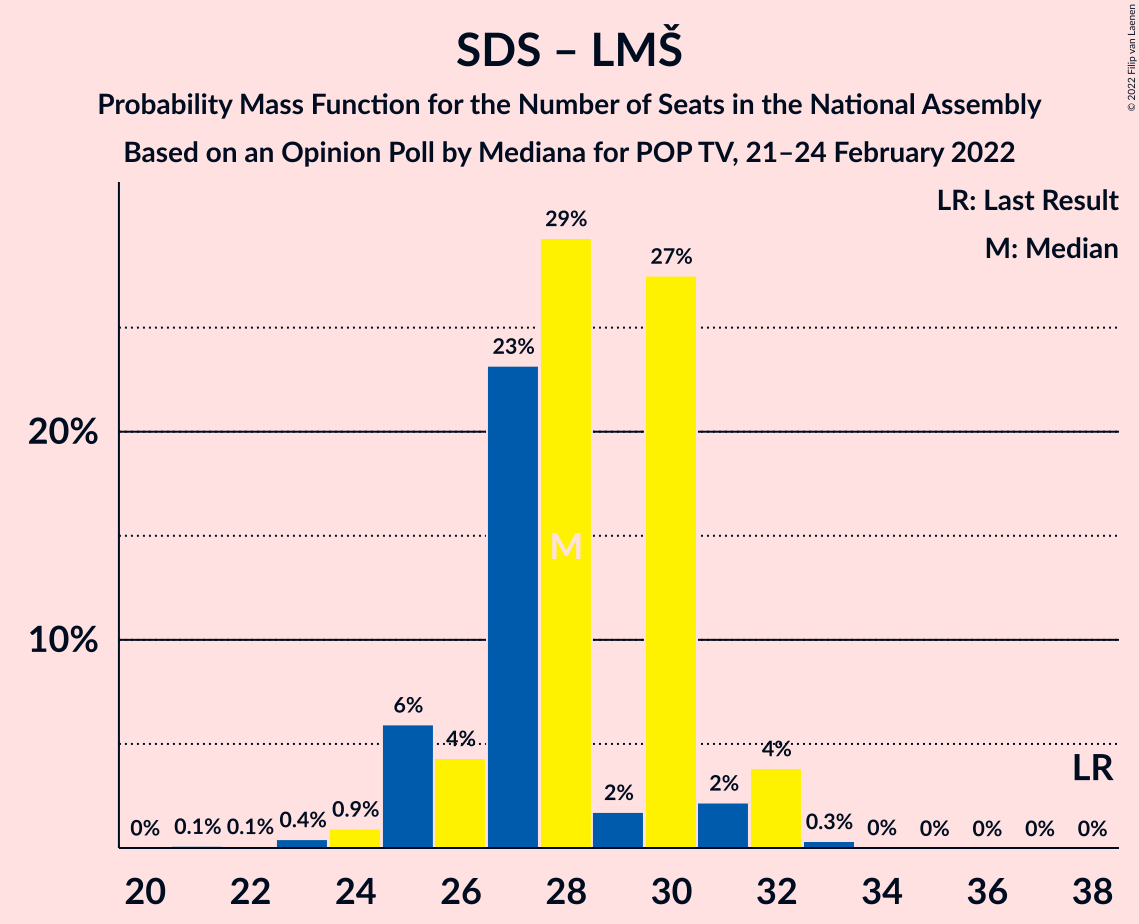 SDS – LMŠ
Probability Mass Function for the Number of Seats in the National Assembly
Based on an Opinion Poll by Mediana for POP TV, 21–24 February 2022
© 2022 Filip van Laenen
LR: Last Result
M: Median
29%
27%
23%
20%
M
10%
6%
4%
4%
LR
2%
2%
0% 0.1% 0.1% 0.4% 0.9% 0.3% 0% 0% 0% 0% 0%
20 22 24 26 28 30 32 34 36 38